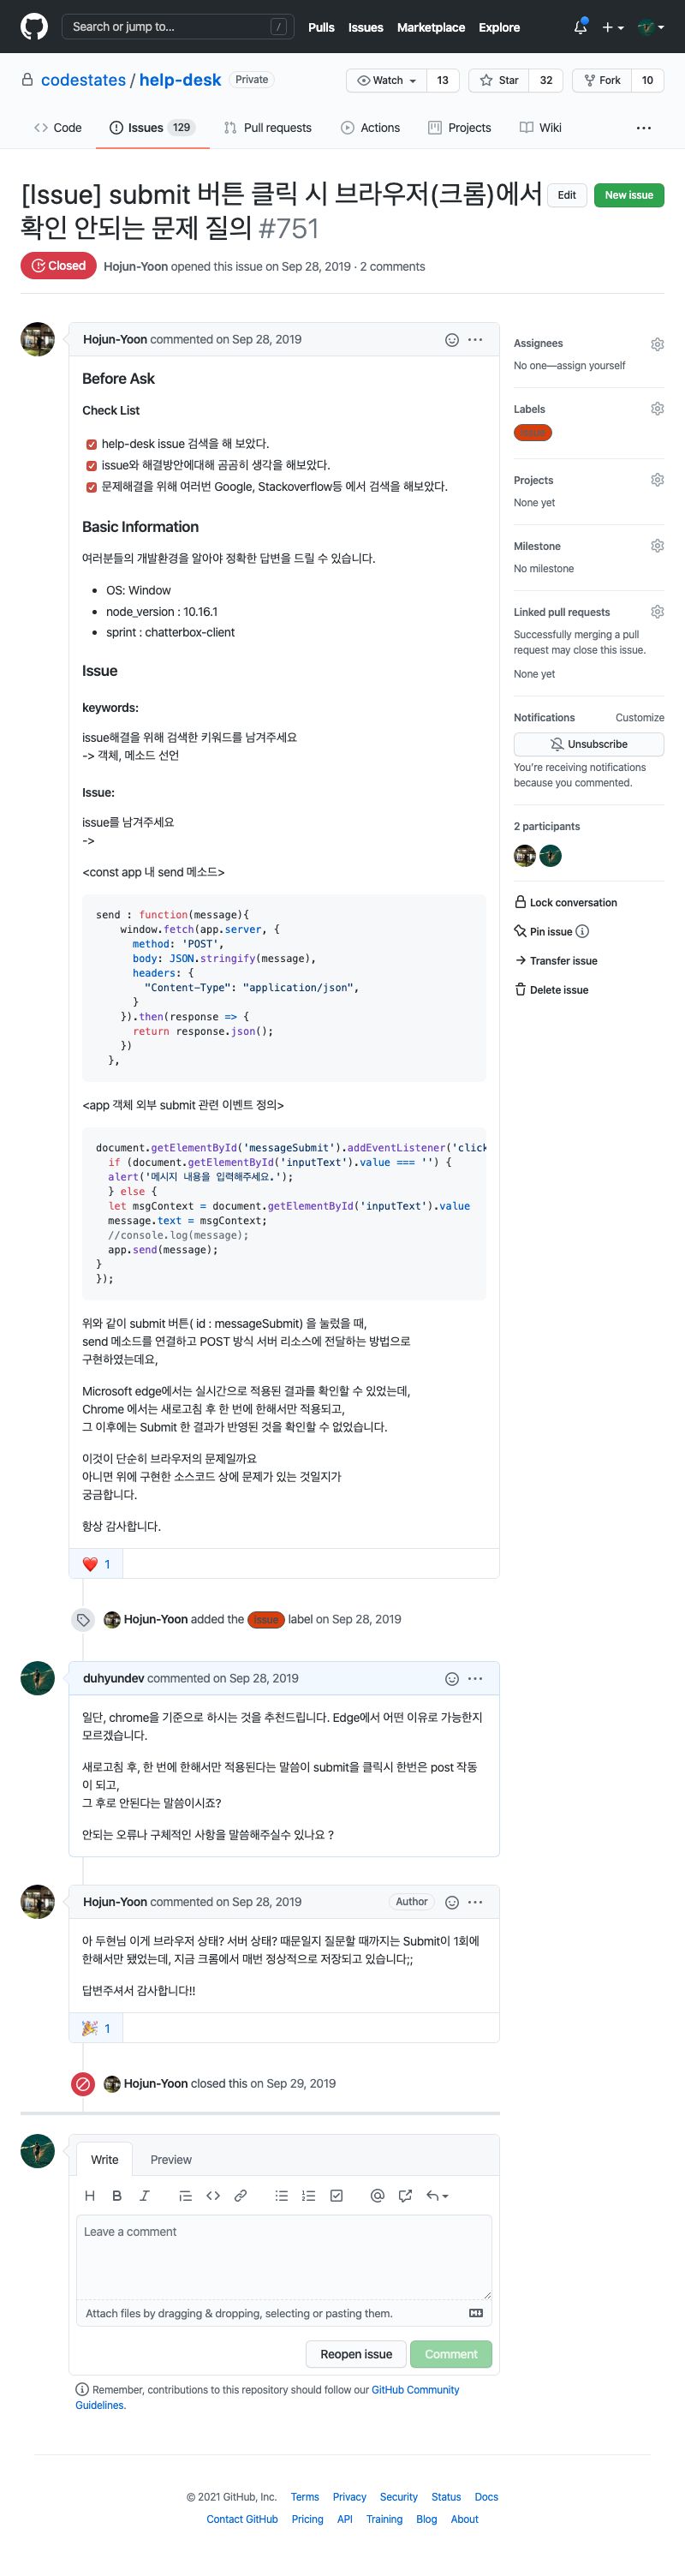 Search or jump to... /
Pulls Issues Marketplace Explore
codestates / help-desk Private
Watch 13 Star 32 Fork 10
Code Issues 129 Pull requests Actions Projects Wiki
[Issue] submit 버튼 클릭 시 브라우저(크롬)에서
확인 안되는 문제 질의 #751
Edit New issue
Closed Hojun-Yoon opened this issue on Sep 28, 2019 · 2 comments
Hojun-Yoon commented on Sep 28, 2019
Before Ask
Check List
help-desk issue 검색을 해 보았다.
issue와 해결방안에대해 곰곰히 생각을 해보았다.
문제해결을 위해 여러번 Google, Stackoverflow등 에서 검색을 해보았다.
Basic Information
여러분들의 개발환경을 알아야 정확한 답변을 드릴 수 있습니다.
OS: Window
node_version : 10.16.1
sprint : chatterbox-client
Issue
keywords:
issue해결을 위해 검색한 키워드를 남겨주세요
-> 객체, 메소드 선언
Issue:
issue를 남겨주세요
->
<const app 내 send 메소드>
send : function(message){
window.fetch(app.server, {
method: 'POST',
body: JSON.stringify(message),
headers: {
"Content-Type": "application/json",
}
}).then(response => {
return response.json();
})
},
<app 객체 외부 submit 관련 이벤트 정의>
document.getElementById('messageSubmit').addEventListener('click
if (document.getElementById('inputText').value === '') {
alert('메시지 내용을 입력해주세요.');
} else {
let msgContext = document.getElementById('inputText').value
message.text = msgContext;
//console.log(message);
app.send(message);
}
});
위와 같이 submit 버튼( id : messageSubmit) 을 눌렀을 때,
send 메소드를 연결하고 POST 방식 서버 리소스에 전달하는 방법으로
구현하였는데요,
Microsoft edge에서는 실시간으로 적용된 결과를 확인할 수 있었는데,
Chrome 에서는 새로고침 후 한 번에 한해서만 적용되고,
그 이후에는 Submit 한 결과가 반영된 것을 확인할 수 없었습니다.
이것이 단순히 브라우저의 문제일까요
아니면 위에 구현한 소스코드 상에 문제가 있는 것일지가
궁금합니다.
항상 감사합니다.
1
Hojun-Yoon added the issue label on Sep 28, 2019
duhyundev commented on Sep 28, 2019
일단, chrome을 기준으로 하시는 것을 추천드립니다. Edge에서 어떤 이유로 가능한지
모르겠습니다.
새로고침 후, 한 번에 한해서만 적용된다는 말씀이 submit을 클릭시 한번은 post 작동
이 되고,
그 후로 안된다는 말씀이시죠?
안되는 오류나 구체적인 사항을 말씀해주실수 있나요 ?
Hojun-Yoon commented on Sep 28, 2019 Author
아 두현님 이게 브라우저 상태? 서버 상태? 때문일지 질문할 때까지는 Submit이 1회에
한해서만 됐었는데, 지금 크롬에서 매번 정상적으로 저장되고 있습니다;;
답변주셔서 감사합니다!!
1
Hojun-Yoon closed this on Sep 29, 2019
Write Preview
Leave a comment
Attach files by dragging & dropping, selecting or pasting them.
Reopen issue Comment
Remember, contributions to this repository should follow our GitHub Community
Guidelines.
Assignees
No one—assign yourself
Labels
issue
Projects
None yet
Milestone
No milestone
Linked pull requests
Successfully merging a pull
request may close this issue.
None yet
Notifications Customize
Unsubscribe
You're receiving notifications
because you commented.
2 participants
Lock conversation
Pin issue
Transfer issue
Delete issue
© 2021 GitHub, Inc. Terms Privacy Security Status Docs
Contact GitHub Pricing API Training Blog About